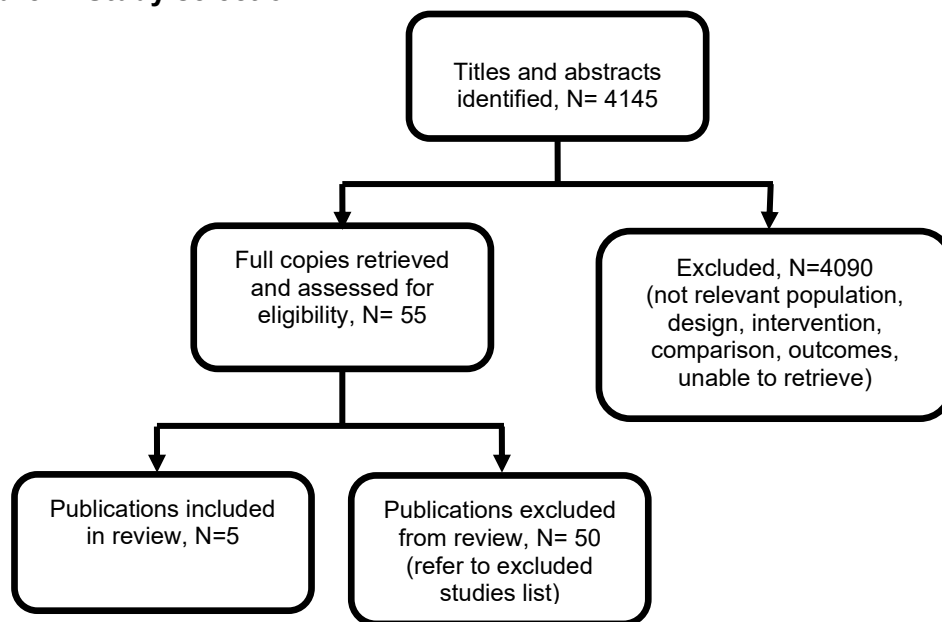 Titles and abstracts
identified, N= 4145
Full copies retrieved
and assessed for
eligibility, N= 55
Excluded, N=4090
(not relevant population,
design, intervention,
comparison, outcomes,
unable to retrieve)
Publications included
in review, N=5
Publications excluded
from review, N= 50
(refer to excluded
studies list)